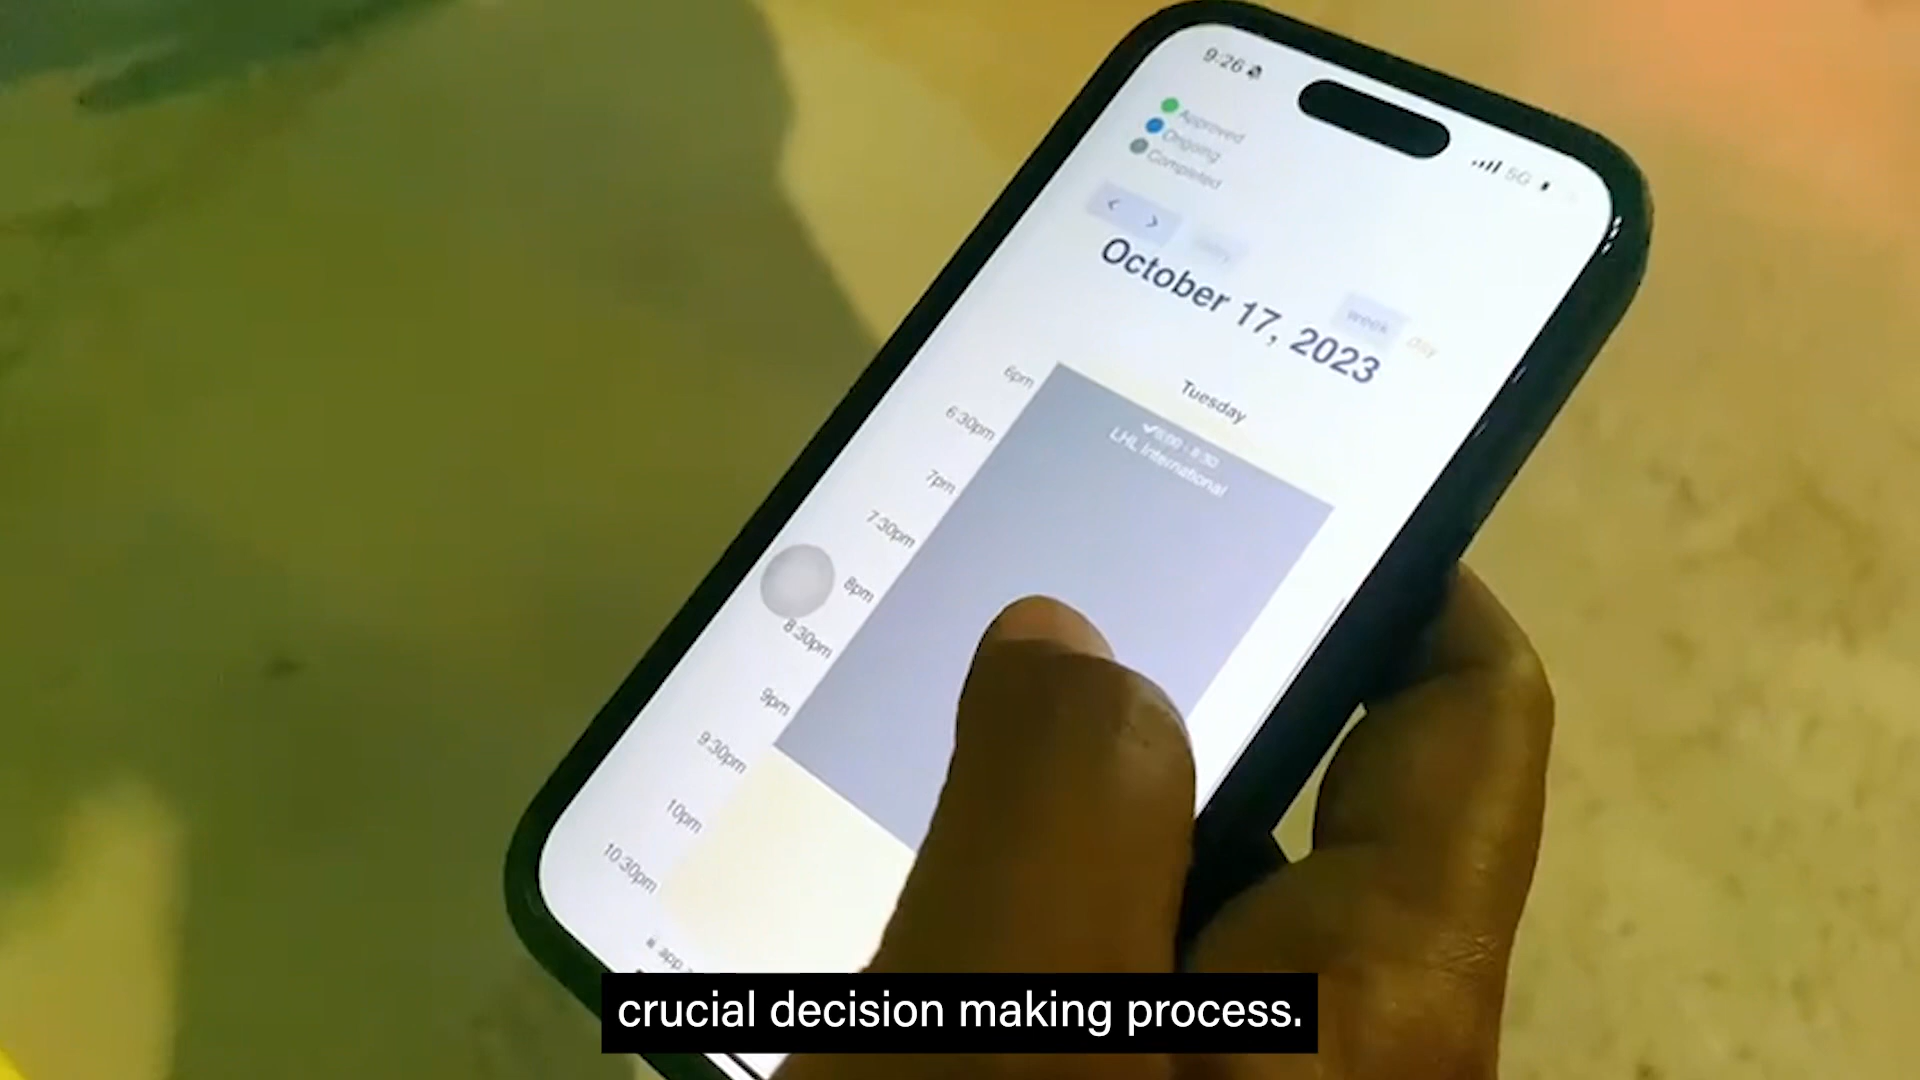 9:26
5G
Approved
Ongoing
Completed
< >
October 17, 2023
week day
Tuesday
6pm
6:30pm
7pm
7:30pm
8pm
8:30pm
9pm
9:30pm
10pm
10:30pm
LHL International
app.
crucial decision making process.